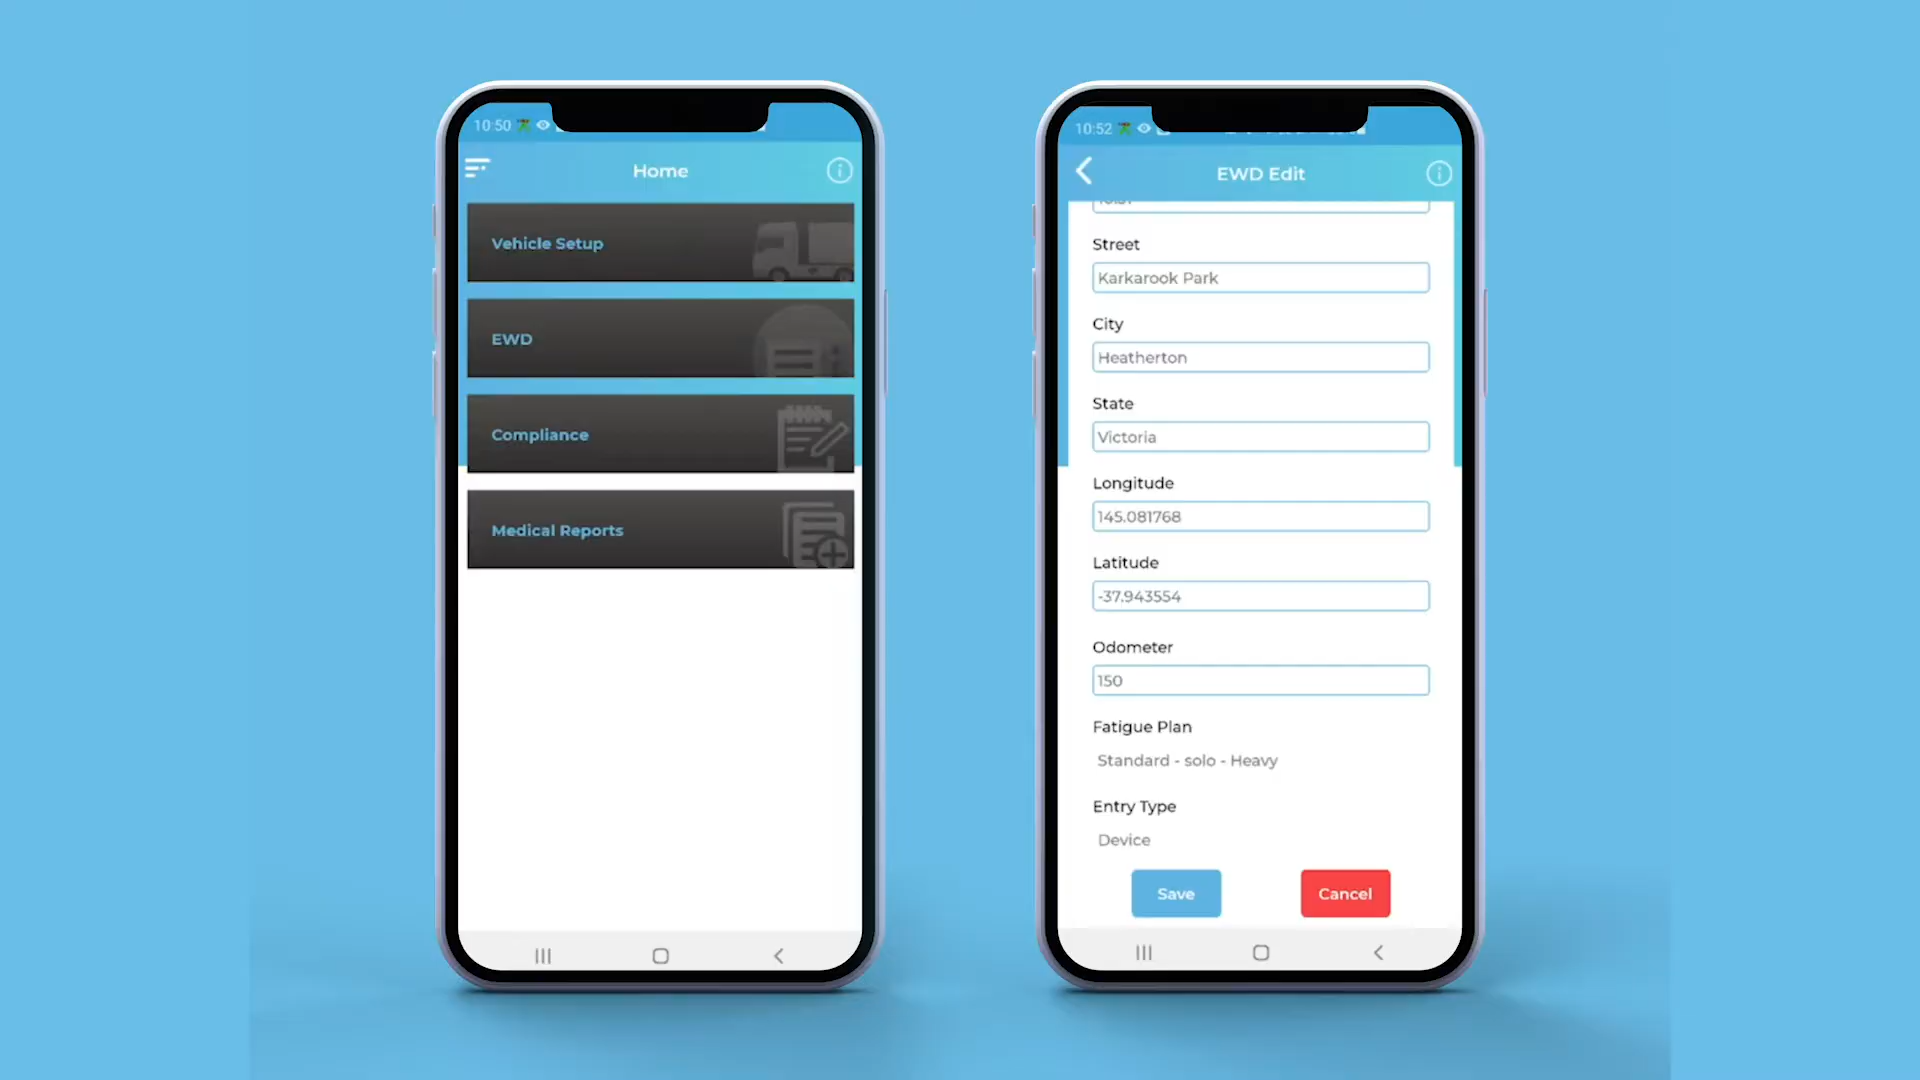 10:50
Home
Vehicle Setup
EWD
Compliance
Medical Reports
10:52
EWD Edit
Street
Karkarook Park
City
Heatherton
State
Victoria
Longitude
145.081768
Latitude
-37.943554
Odometer
150
Fatigue Plan
Standard - solo - Heavy
Entry Type
Device
Save
Cancel